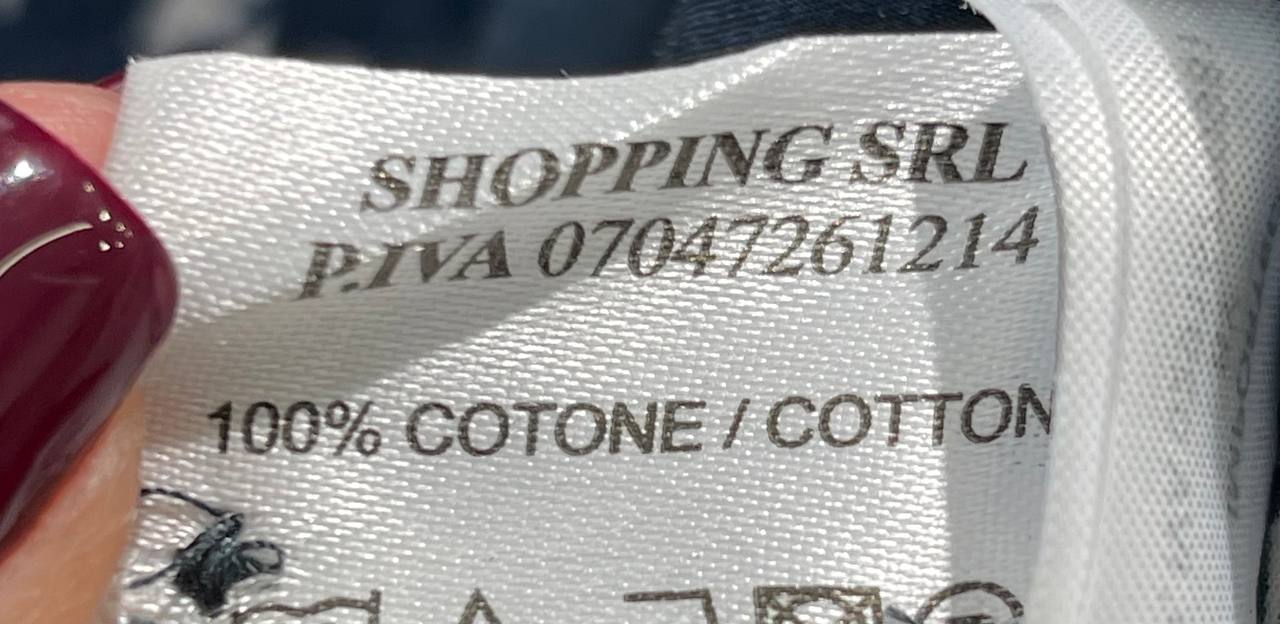 SHOPPING SRL
P.IVA 07047261214
100% COTONE / COTTON